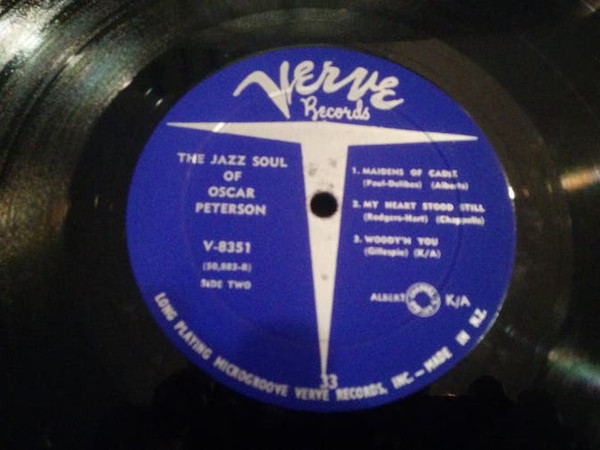 Verve
Records
THE JAZZ SOUL
OF
OSCAR
PETERSON
V-8351
(50,883-B)
SIDE TWO
1. MAIDENS OF CADIZ
(Paul-Delibes) (Alberts)
2. MY HEART STOOD STILL
(Rodgers-Hart) (Chappells)
3. WOODY'N YOU
(Gillespie) (K/A)
ALBERT K/A
33
LONG PLAYING MICROGROOVE VERVE RECORDS, INC. — MADE IN N.Z.